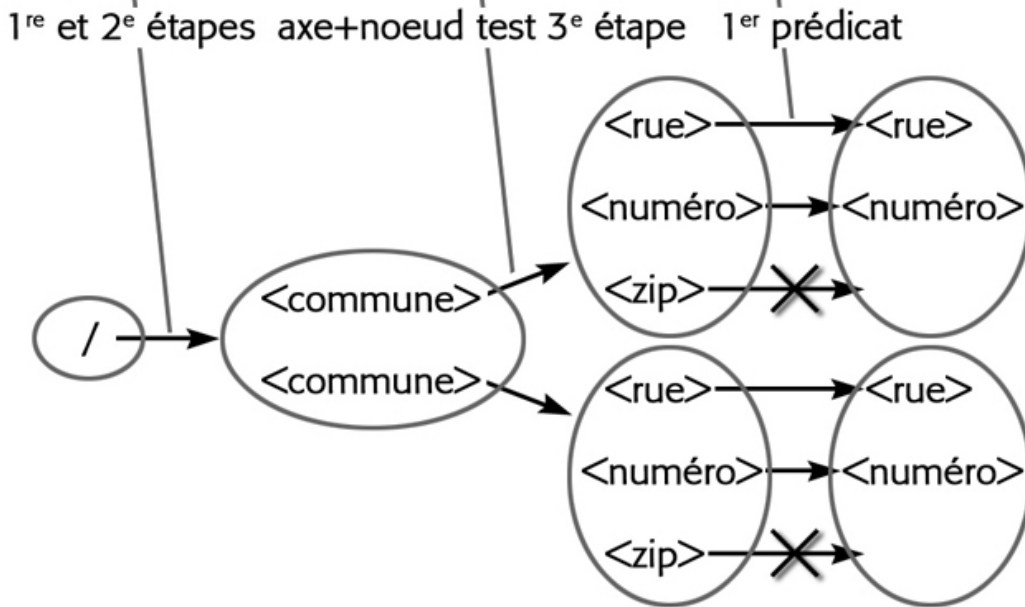 1re et 2e étapes axe+noeud test 3e étape 1er prédicat
<rue> <rue>
<numéro> <numéro>
<zip>
<commune>
/
<commune>
<rue> <rue>
<numéro> <numéro>
<zip>